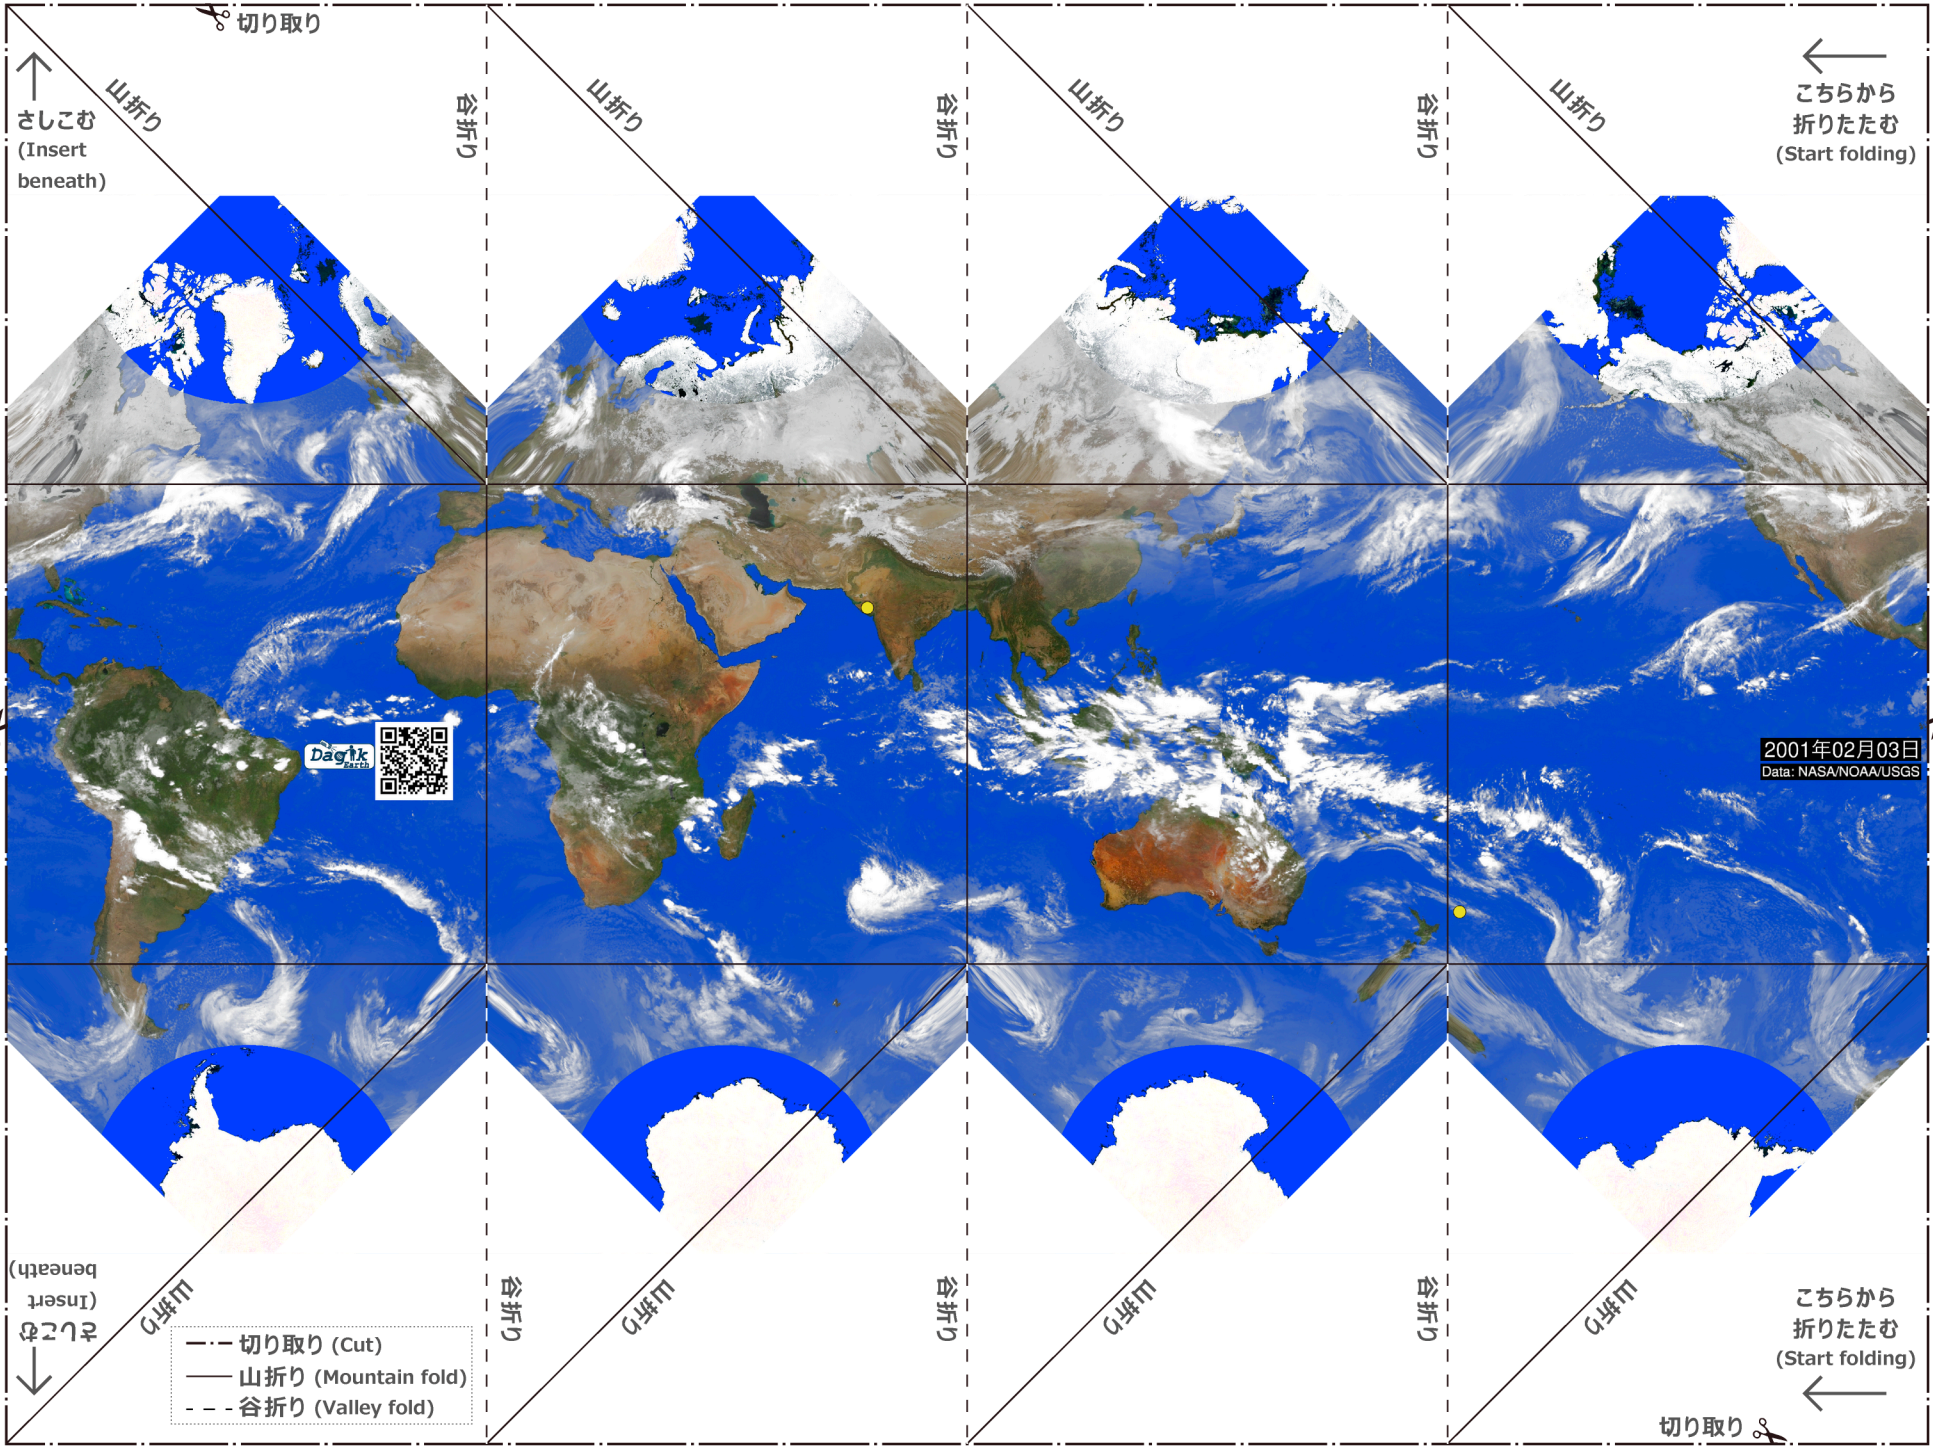 切り取り
山折り
谷折り
山折り
谷折り
山折り
谷折り
山折り
さしこむ
(Insert
beneath)
こちらから
折りたたむ
(Start folding)
Dagik
Earth
2001年02月03日
Data: NASA/NOAA/USGS
さしこむ
(Insert
beneath)
山折り
谷折り
山折り
谷折り
山折り
谷折り
山折り
こちらから
折りたたむ
(Start folding)
切り取り (Cut)
山折り (Mountain fold)
谷折り (Valley fold)
切り取り